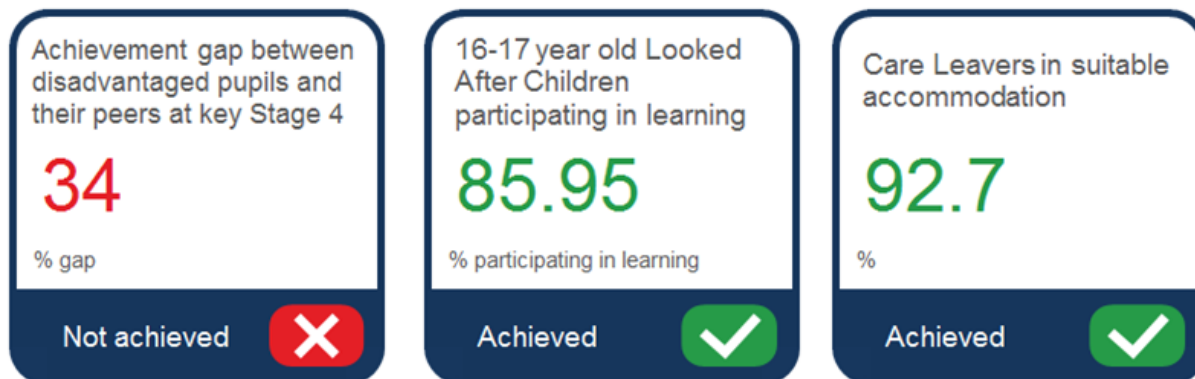 Achievement gap between
disadvantaged pupils and
their peers at key Stage 4
34
% gap
Not achieved
16-17 year old Looked
After Children
participating in learning
85.95
% participating in learning
Achieved
Care Leavers in suitable
accommodation
92.7
%
Achieved